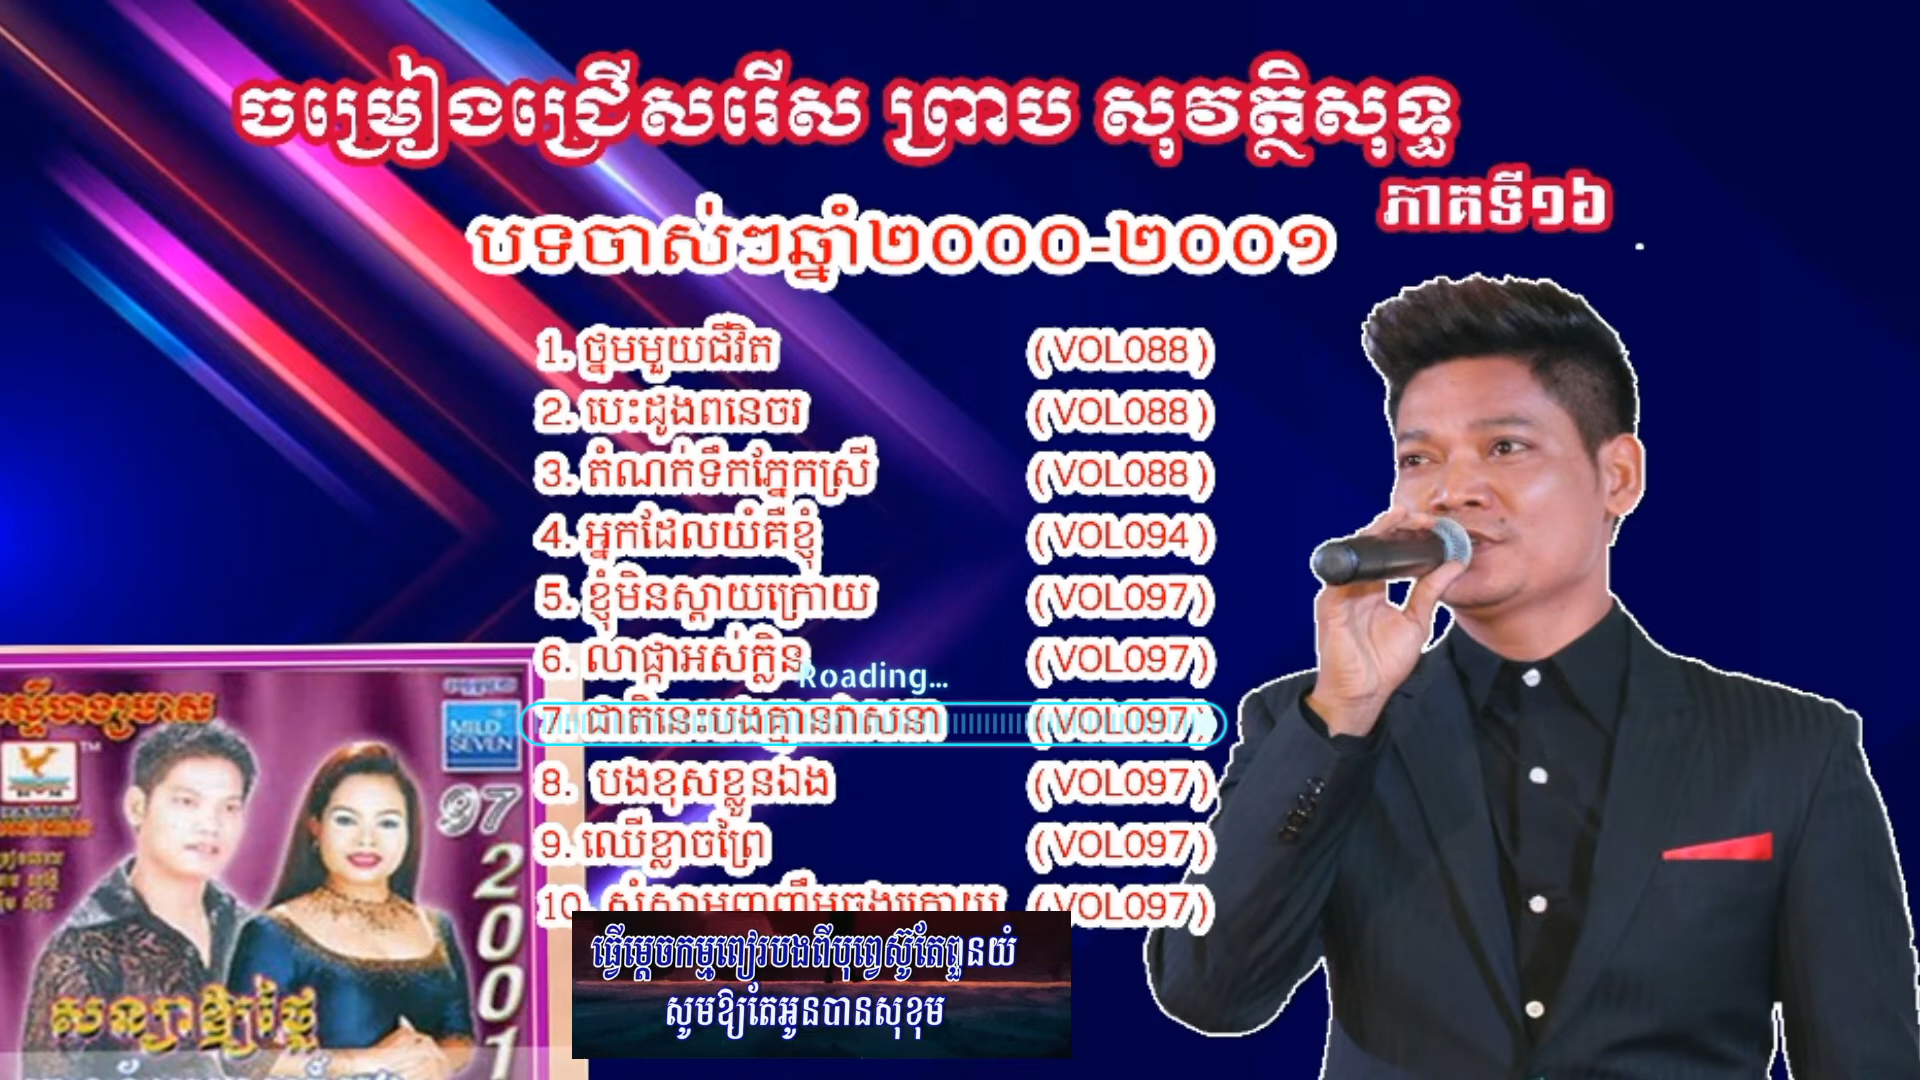 ចម្រៀងជ្រើសរើស ព្រាប សុវត្ថិសុទ្ធ
ភាគទី១៦
បទចាស់ៗឆ្នាំ២០០០-២០០១
1. ថ្នមមួយជីវិត (VOL088)
2. បេះដូងពនេចរ (VOL088)
3. តំណក់ទឹកភ្នែកស្រី (VOL088)
4. អ្នកដែលយំគឺខ្ញុំ (VOL094)
5. ខ្ញុំមិនស្តាយក្រោយ (VOL097)
6. លាផ្កាអស់ក្លិន (VOL097)
Roading...
7. ជាតិនេះបងគ្មានវាសនា (VOL097)
8. បងខុសខ្លួនឯង (VOL097)
9. ឈើខ្លាចព្រៃ (VOL097)
10. (VOL097)
MILD SEVEN
97
2001
សន្យាឱ្យថ្លៃ
ធ្វើម្តេចកម្មពៀរបងពីបុព្វេស៊ូតែពួនយំ
សូមឱ្យតែអូនបានសុខុម